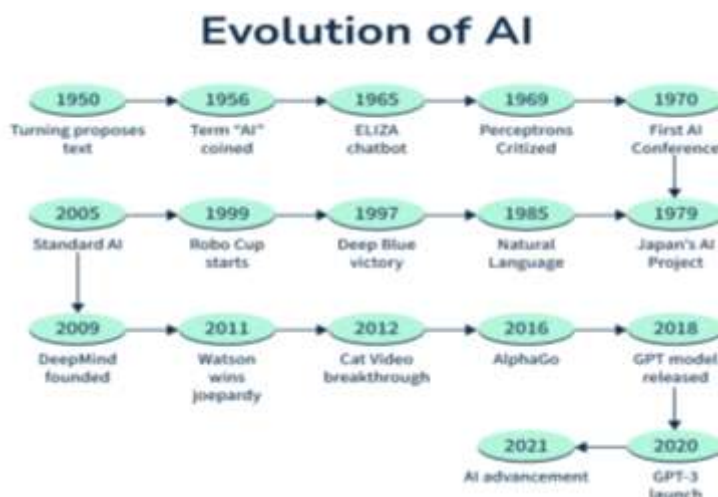 Evolution of AI
1950
1956
1965
1969
1970
Turning proposes
text
Term "AI"
coined
ELIZA
chatbot
Perceptrons
Critized
First AI
Conference
2005
1999
1997
1985
1979
Standard AI
Robo Cup
starts
Deep Blue
victory
Natural
Language
Japan's AI
Project
2009
2011
2012
2016
2018
DeepMind
founded
Watson
wins
joepardy
Cat Video
breakthrough
AlphaGo
GPT model
released
2021
2020
AI advancement
GPT-3
launch